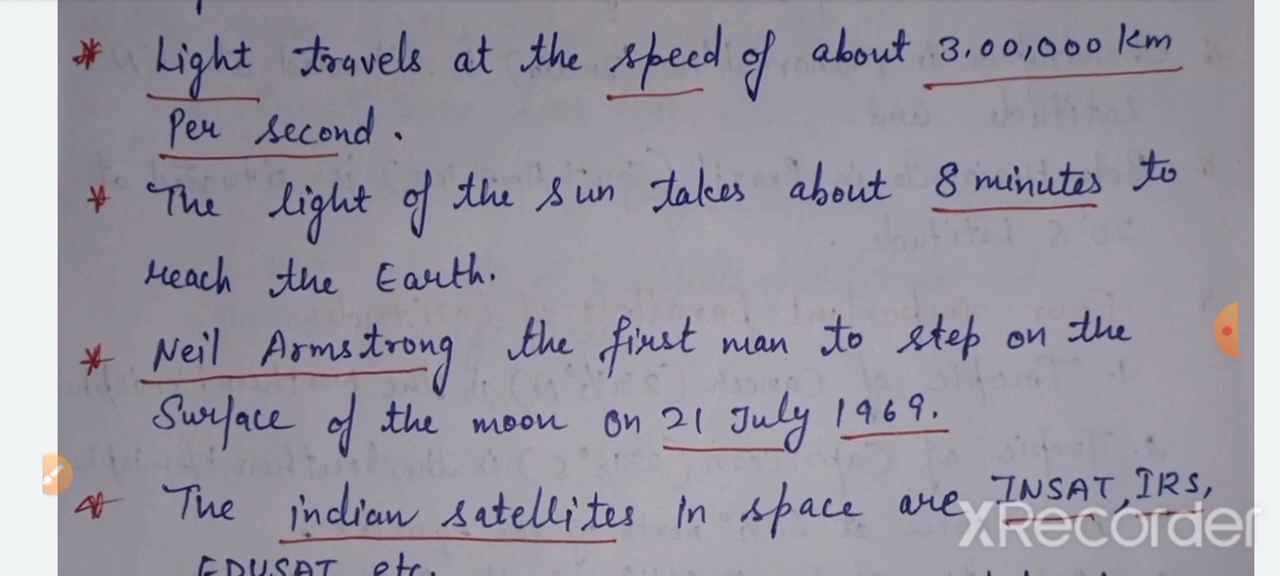 * Light travels at the speed of about 3,00,000 km
Per second.
* The light of the sun takes about 8 minutes to
reach the Earth.
* Neil Armstrong the first man to step on the
Surface of the moon on 21 July 1969.
* The indian satellites in space are INSAT, IRS,
EDUSAT etc.
XRecorder